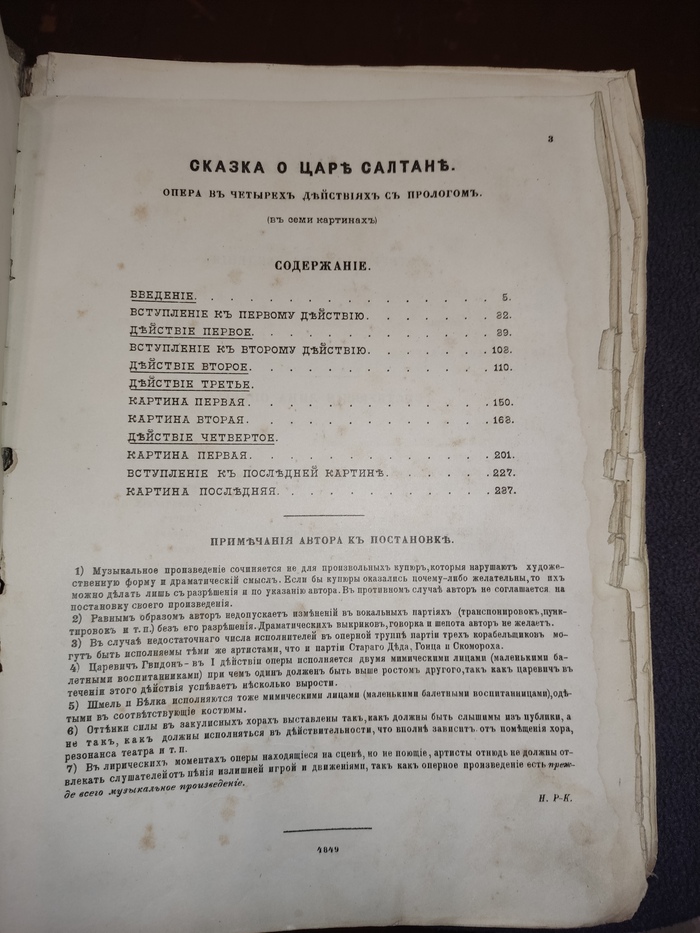 3
СКАЗКА О ЦАРѢ САЛТАНѢ.
ОПЕРА ВЪ ЧЕТЫРЕХЪ ДѢЙСТВІЯХЪ СЪ ПРОЛОГОМЪ.
(въ семи картинахъ)
СОДЕРЖАНІЕ.
ВВЕДЕНІЕ. . . . . . . . . . . . . . . . 5.
ВСТУПЛЕНІЕ КЪ ПЕРВОМУ ДѢЙСТВІЮ. . . . . . . 32.
ДѢЙСТВІЕ ПЕРВОЕ. . . . . . . . . . . . . 39.
ВСТУПЛЕНІЕ КЪ ВТОРОМУ ДѢЙСТВІЮ. . . . . . . 103.
ДѢЙСТВІЕ ВТОРОЕ. . . . . . . . . . . . . 110.
ДѢЙСТВІЕ ТРЕТЬЕ.
КАРТИНА ПЕРВАЯ. . . . . . . . . . . . . 150.
КАРТИНА ВТОРАЯ. . . . . . . . . . . . . 163.
ДѢЙСТВІЕ ЧЕТВЕРТОЕ.
КАРТИНА ПЕРВАЯ. . . . . . . . . . . . . 201.
ВСТУПЛЕНІЕ КЪ ПОСЛѢДНЕЙ КАРТИНѢ. . . . . . 227.
КАРТИНА ПОСЛѢДНЯЯ. . . . . . . . . . . . 237.
ПРИМѢЧАНІЯ АВТОРА КЪ ПОСТАНОВКѢ.
1) Музыкальное произведеніе сочиняется не для произвольныхъ купюръ, которыя нарушаютъ художе-
ственную форму и драматическій смыслъ. Если бы купюры оказались почему-либо желательны, то ихъ
можно дѣлать лишь съ разрѣшенія и по указанію автора. Въ противномъ случаѣ авторъ не соглашается на
постановку своего произведенія.
2) Равнымъ образомъ авторъ недопускаетъ измѣненій въ вокальныхъ партіяхъ (транспонировокъ, пунк-
тировокъ и т. п.) безъ его разрѣшенія. Драматическихъ выкриковъ, говорка и шепота авторъ не желаетъ.
3) Въ случаѣ недостаточнаго числа исполнителей въ оперной труппѣ партіи трехъ корабельщиковъ мо-
гутъ быть исполняемы тѣми же артистами, что и партіи Стараго Дѣда, Гонца и Скомороха.
4) Царевичъ Гвидонъ – въ I дѣйствіи оперы исполняется двумя мимическими лицами (маленькими ба-
летными воспитанниками) при чемъ одинъ долженъ быть выше ростомъ другого, такъ какъ царевичъ въ
теченіи этого дѣйствія успѣваетъ нѣсколько вырости.
5) Шмель и Бѣлка исполняются тоже мимическими лицами (маленькими балетными воспитанницами), одѣ-
тыми въ соотвѣтствующіе костюмы.
6) Оттѣнки силы въ закулисныхъ хорахъ выставлены такъ, какъ должны быть слышимы изъ публики, а
не такъ, какъ должны исполняться въ дѣйствительности, что вполнѣ зависитъ отъ помѣщенія хора,
резонанса театра и т. п.
7) Въ лирическихъ моментахъ оперы находящіеся на сценѣ, но не поющіе, артисты отнюдь не должны от-
влекать слушателей отъ пѣнія излишней игрой и движеніями, такъ какъ оперное произведеніе есть преж-
де всего музыкальное произведеніе.
Н. Р-К.
4849